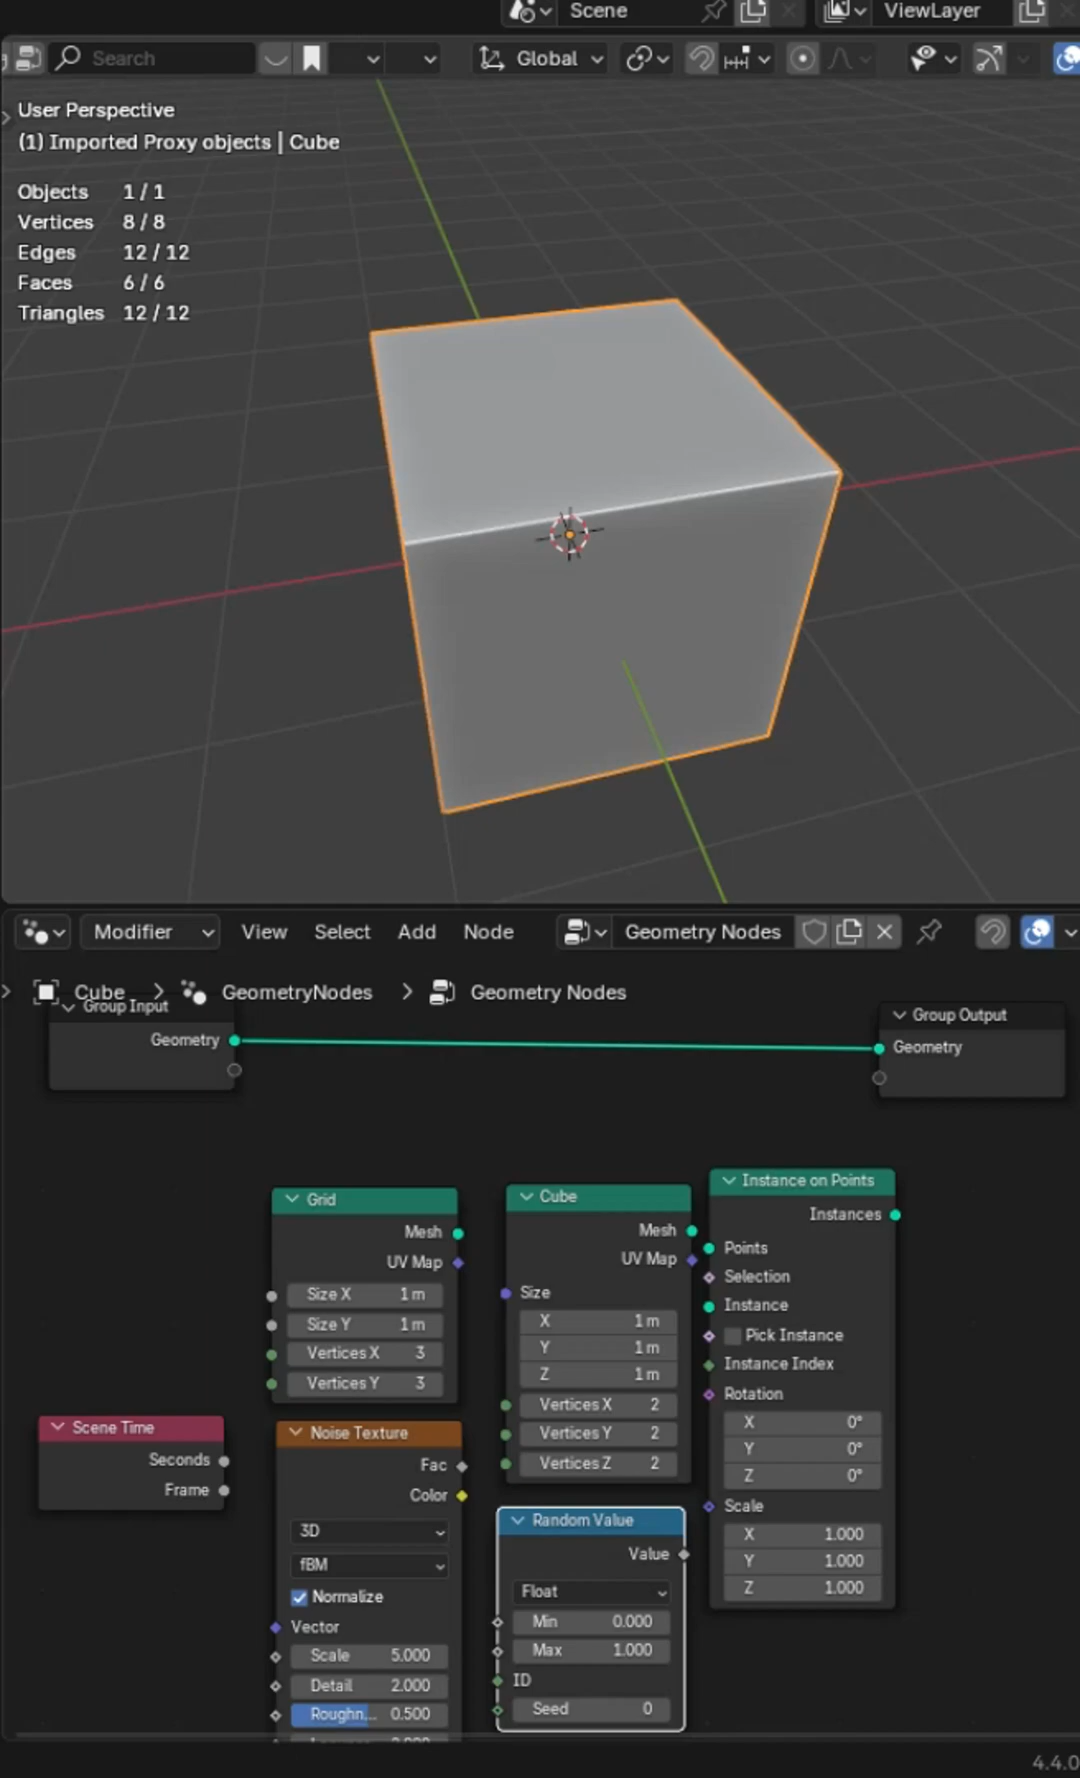 Scene
ViewLayer
Search
Global
User Perspective
(1) Imported Proxy objects | Cube
Objects 1 / 1
Vertices 8 / 8
Edges 12 / 12
Faces 6 / 6
Triangles 12 / 12
Modifier View Select Add Node Geometry Nodes
Cube > GeometryNodes > Geometry Nodes
Group Input
Geometry
Group Output
Geometry
Grid
Mesh
UV Map
Size X 1 m
Size Y 1 m
Vertices X 3
Vertices Y 3
Cube
Mesh
UV Map
Size
X 1 m
Y 1 m
Z 1 m
Vertices X 2
Vertices Y 2
Vertices Z 2
Instance on Points
Instances
Points
Selection
Instance
Pick Instance
Instance Index
Rotation
X 0°
Y 0°
Z 0°
Scale
X 1.000
Y 1.000
Z 1.000
Scene Time
Seconds
Frame
Noise Texture
Fac
Color
3D
fBM
Normalize
Vector
Scale 5.000
Detail 2.000
Roughn... 0.500
Random Value
Value
Float
Min 0.000
Max 1.000
ID
Seed 0
4.4.0